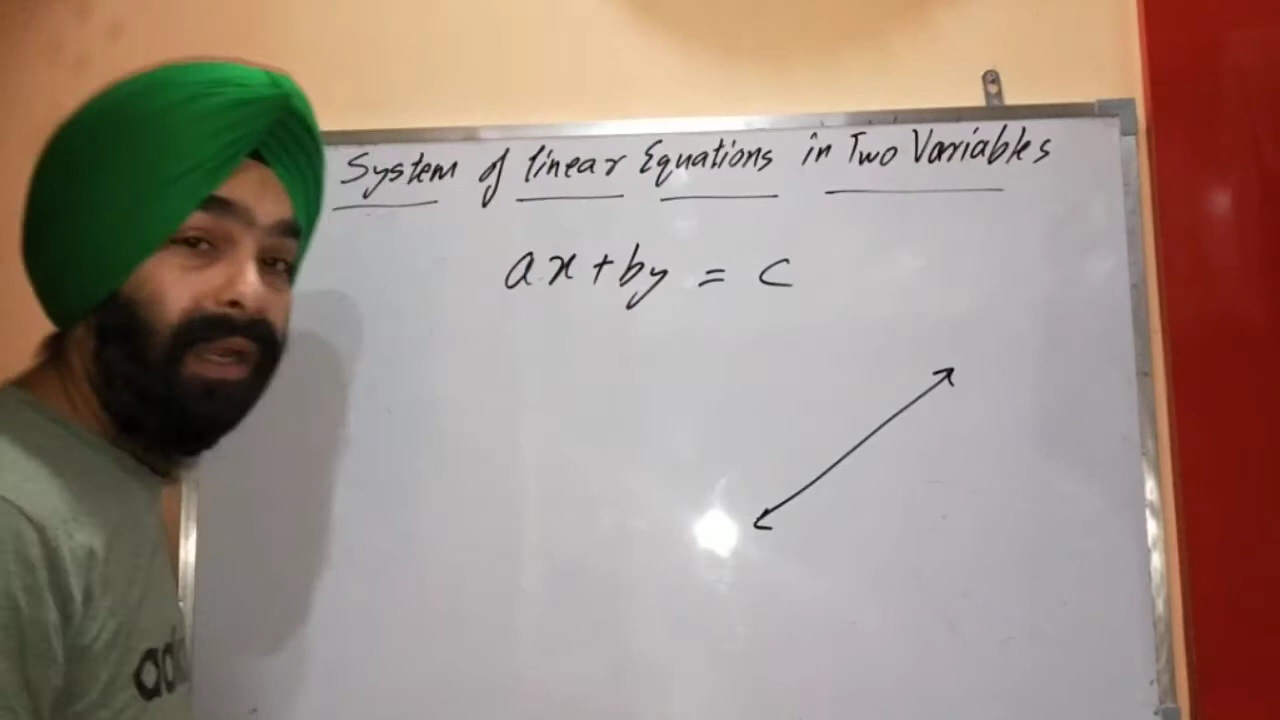 System of linear Equations in Two Variables
ax + by = c